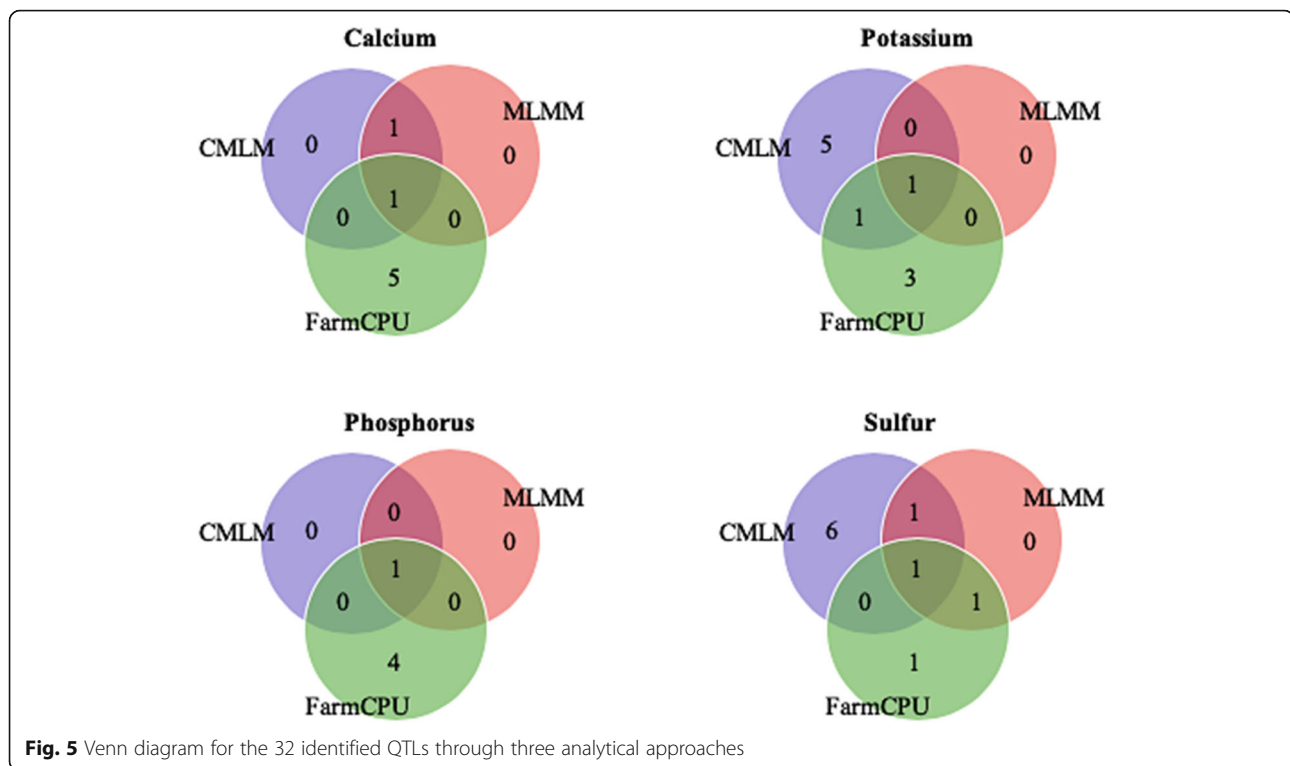 Calcium
CMLM
0
1
MLMM
0
1
0
0
5
FarmCPU
Potassium
CMLM
5
0
MLMM
0
1
1
0
3
FarmCPU
Phosphorus
CMLM
0
0
MLMM
0
1
0
0
4
FarmCPU
Sulfur
CMLM
6
1
MLMM
0
1
0
1
1
FarmCPU
Fig. 5 Venn diagram for the 32 identified QTLs through three analytical approaches